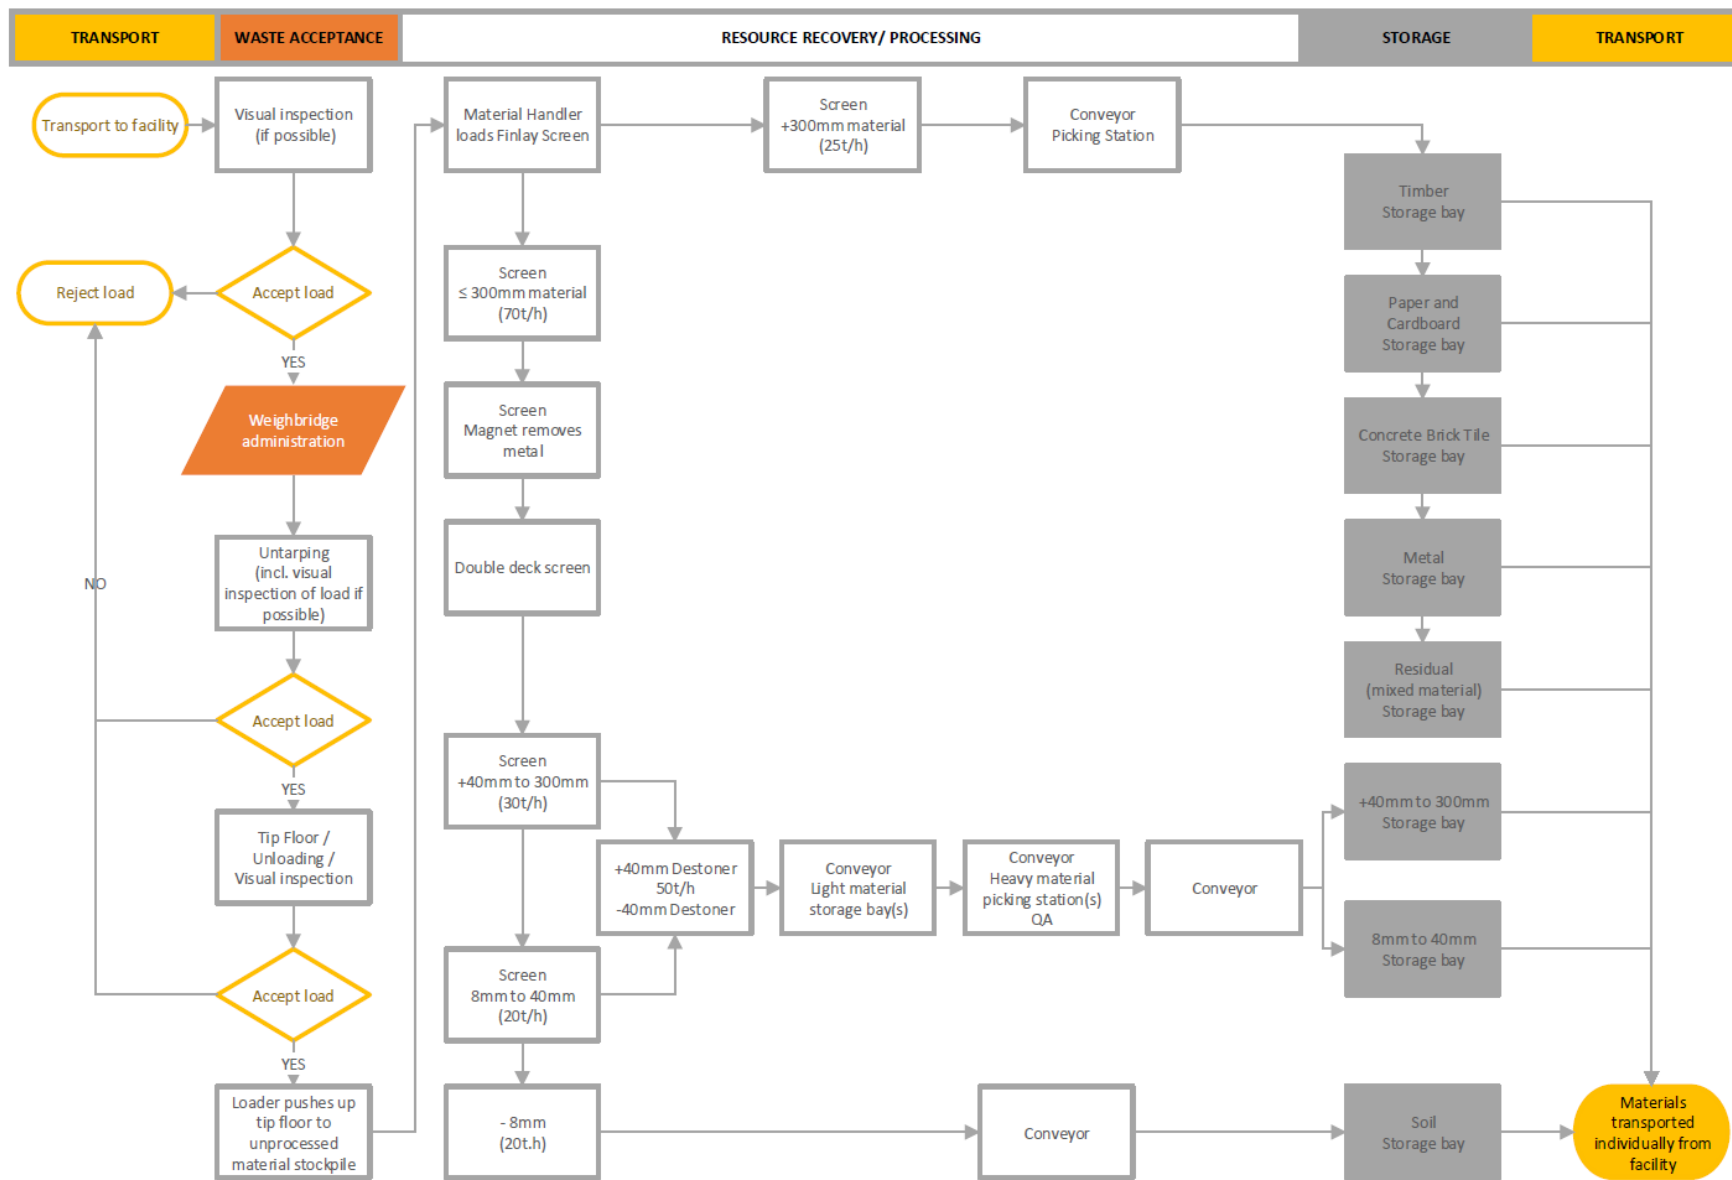 TRANSPORT
WASTE ACCEPTANCE
RESOURCE RECOVERY/ PROCESSING
STORAGE
TRANSPORT
Transport to facility
Visual inspection
(if possible)
Accept load
Reject load
YES
Weighbridge
administration
Untarping
(incl. visual
inspection of load if
possible)
NO
Accept load
YES
Tip Floor /
Unloading /
Visual inspection
Accept load
YES
Loader pushes up
tip floor to
unprocessed
material stockpile
Material Handler
loads Finlay Screen
Screen
≤ 300mm material
(70t/h)
Screen
Magnet removes
metal
Double deck screen
Screen
+40mm to 300mm
(30t/h)
Screen
8mm to 40mm
(20t/h)
- 8mm
(20t.h)
Screen
+300mm material
(25t/h)
Conveyor
Picking Station
+40mm Destoner
50t/h
-40mm Destoner
Conveyor
Light material
storage bay(s)
Conveyor
Heavy material
picking station(s)
QA
Conveyor
Conveyor
Timber
Storage bay
Paper and
Cardboard
Storage bay
Concrete Brick Tile
Storage bay
Metal
Storage bay
Residual
(mixed material)
Storage bay
+40mm to 300mm
Storage bay
8mm to 40mm
Storage bay
Soil
Storage bay
Materials
transported
individually from
facility